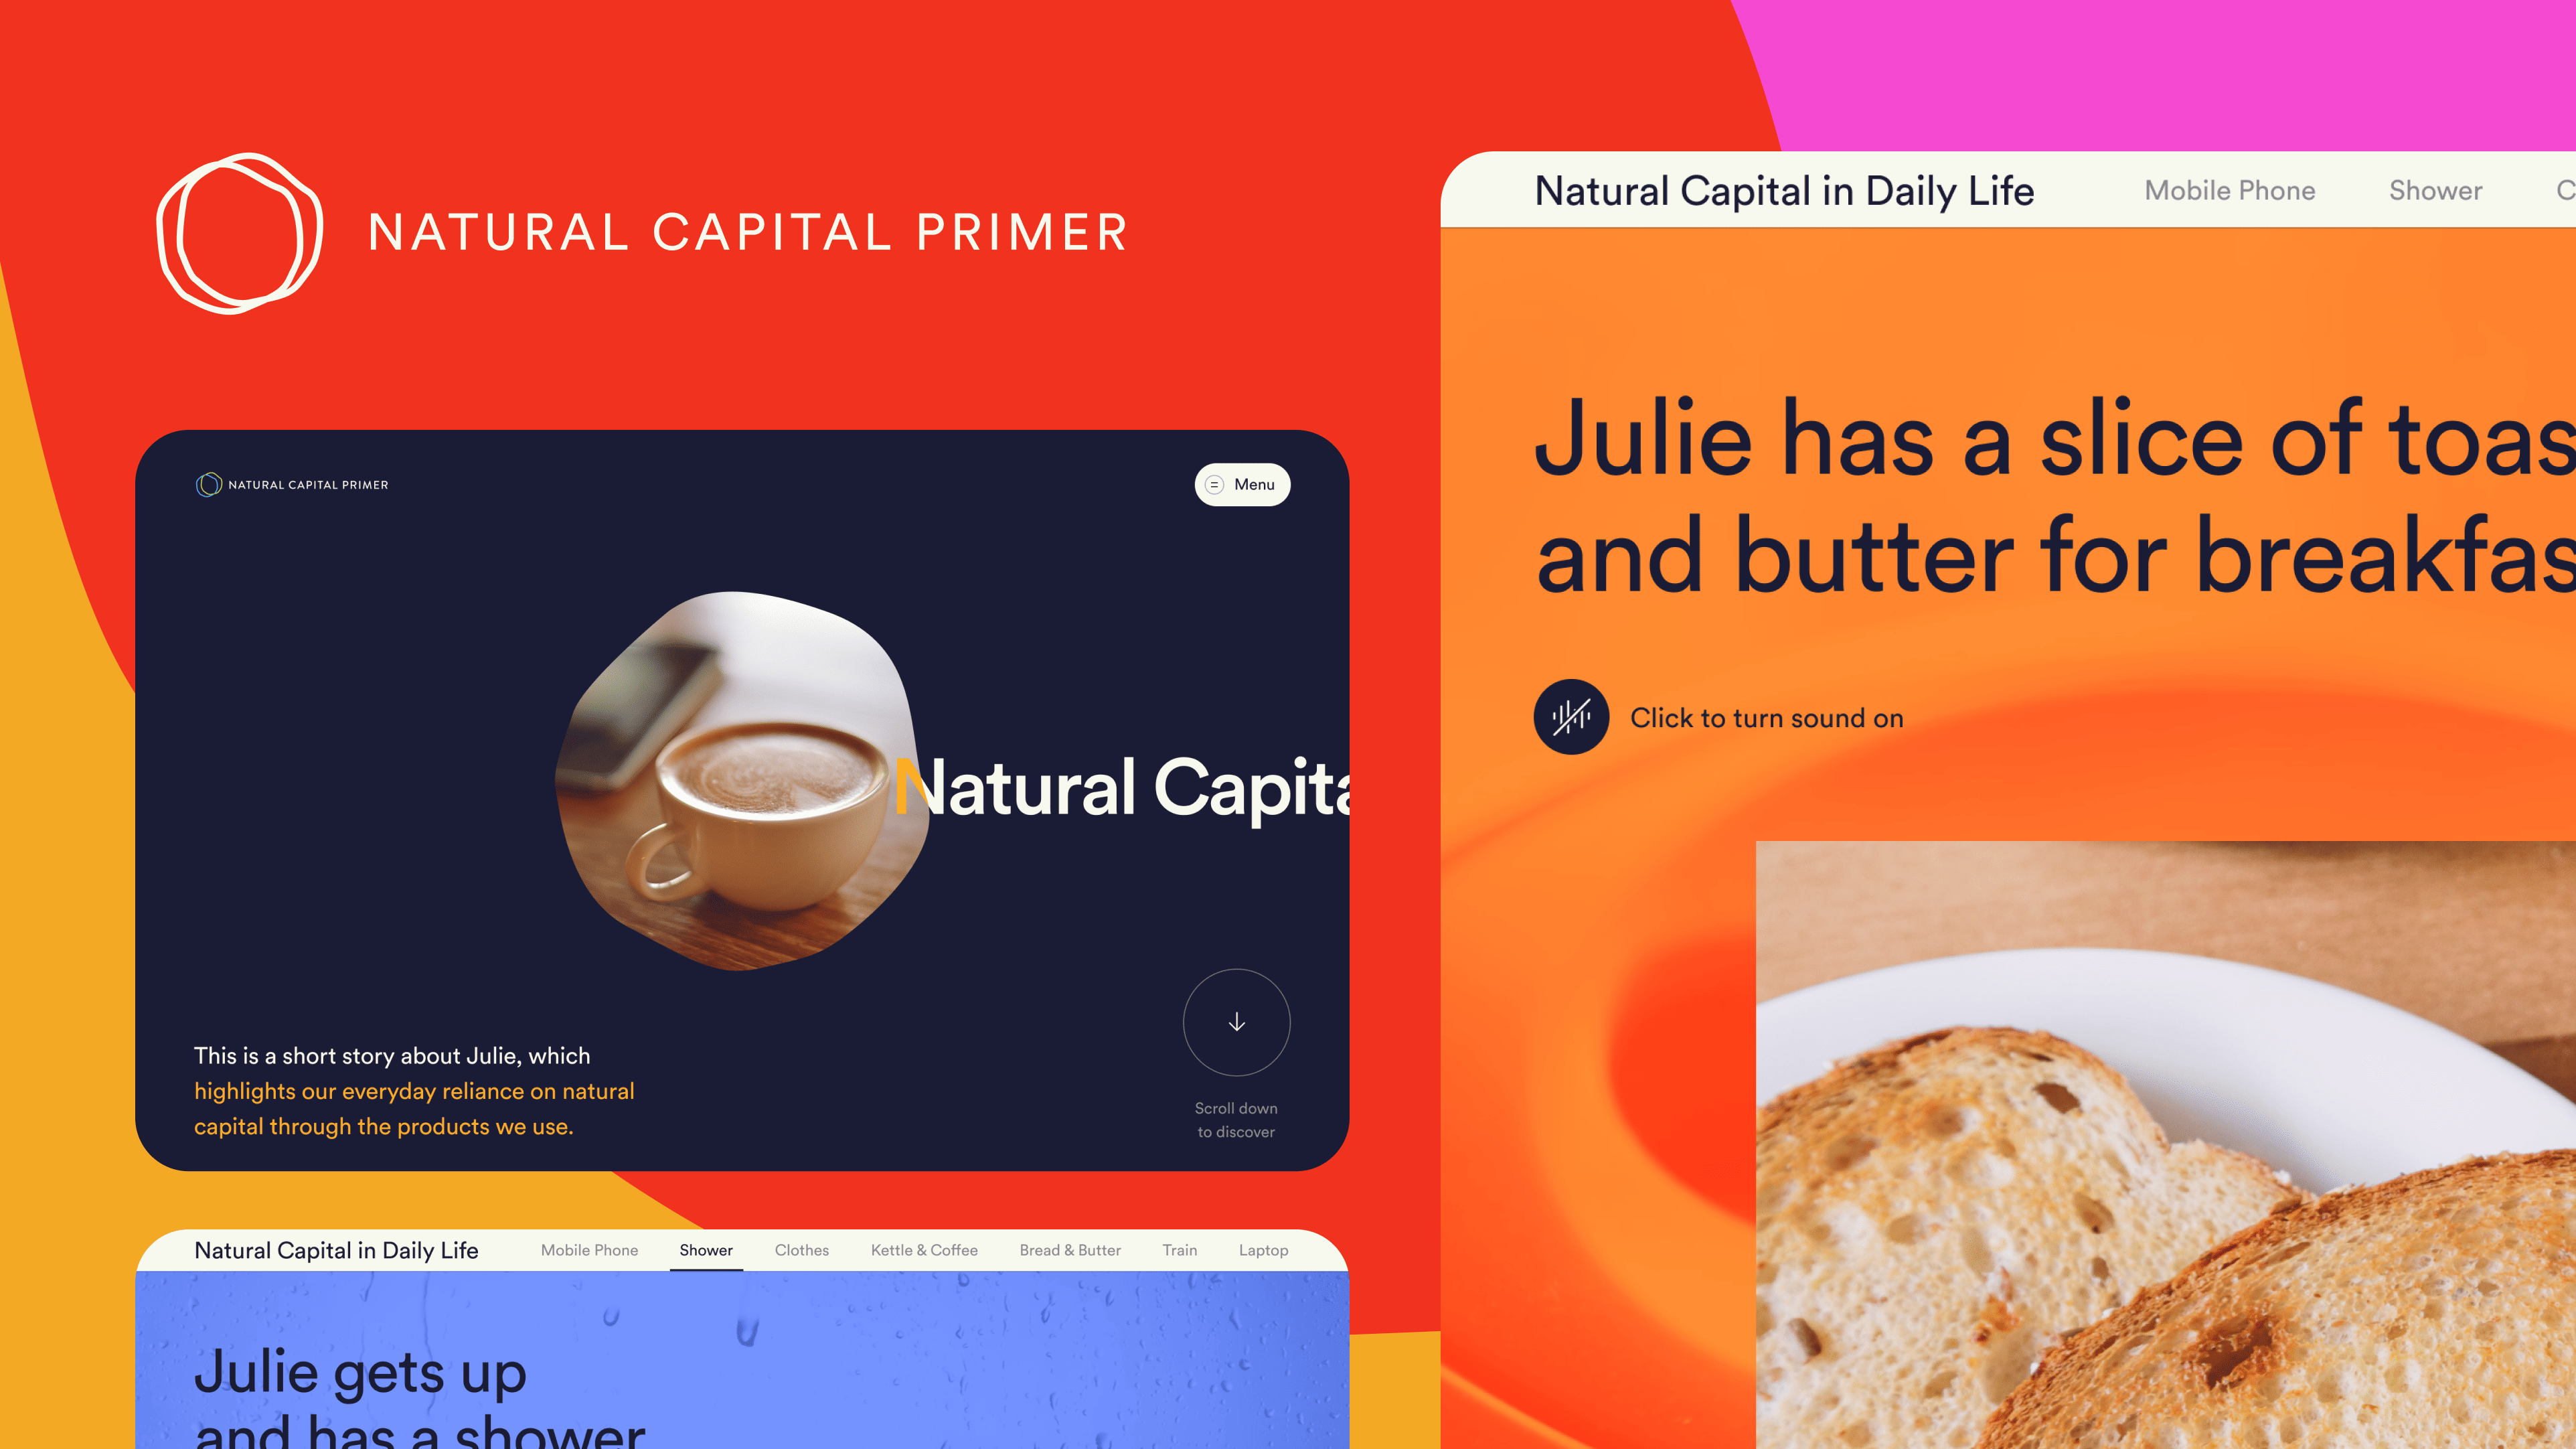 NATURAL CAPITAL PRIMER
NATURAL CAPITAL PRIMER
Menu
Natural Capita
This is a short story about Julie, which
highlights our everyday reliance on natural
capital through the products we use.
Scroll down
to discover
Natural Capital in Daily Life
Mobile Phone
Shower
Clothes
Kettle & Coffee
Bread & Butter
Train
Laptop
Julie gets up
and has a shower
Natural Capital in Daily Life
Mobile Phone
Shower
C
Julie has a slice of toas
and butter for breakfas
Click to turn sound on